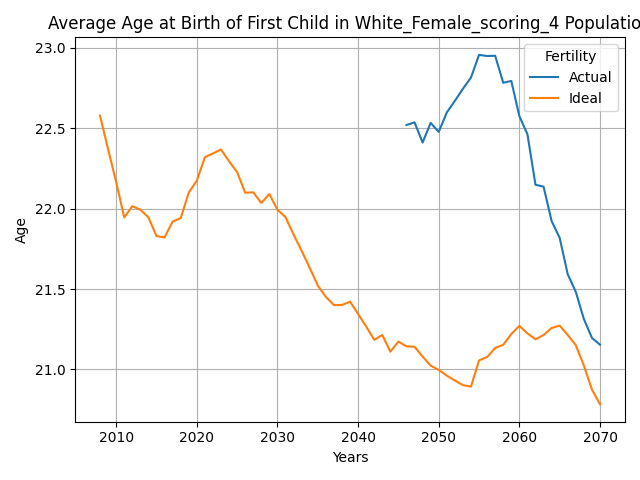 Average Age at Birth of First Child in White_Female_scoring_4 Populatio
23.0
22.5
22.0
21.5
21.0
Age
Fertility
Actual
Ideal
2010 2020 2030 2040 2050 2060 2070
Years